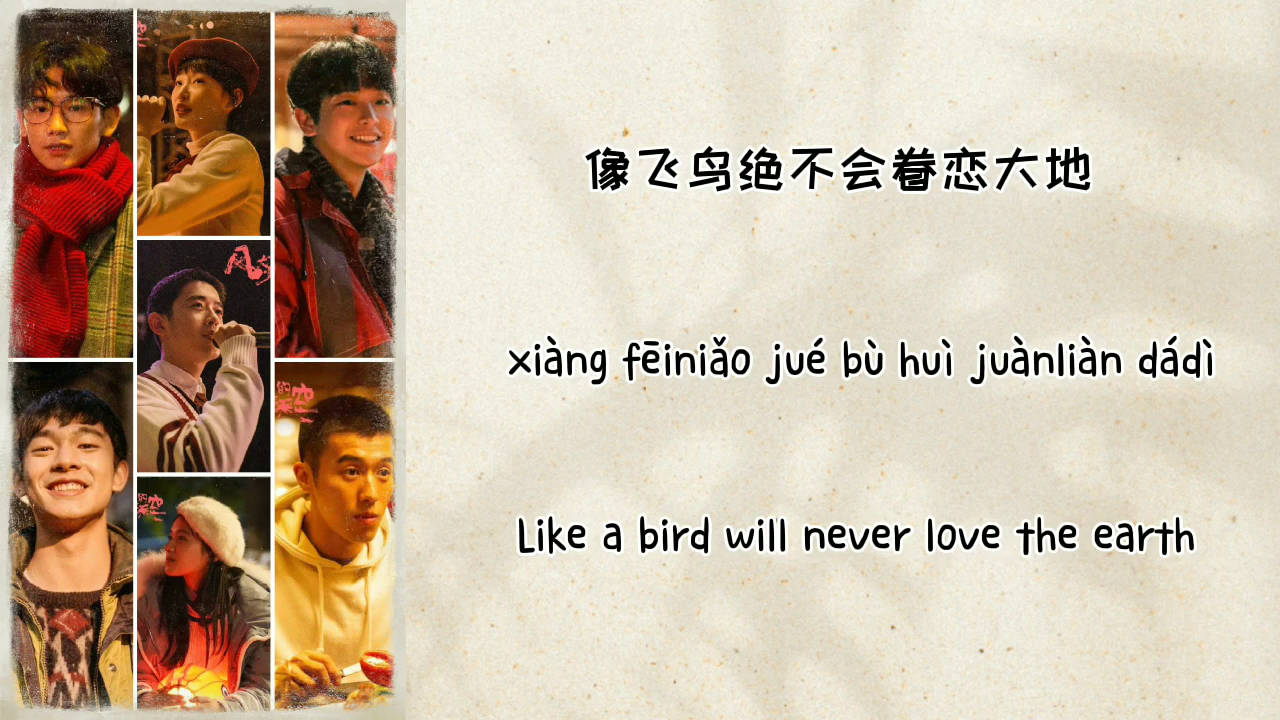 像飞鸟绝不会眷恋大地
xiàng fēiniǎo jué bù huì juànliàn dádì
Like a bird will never love the earth